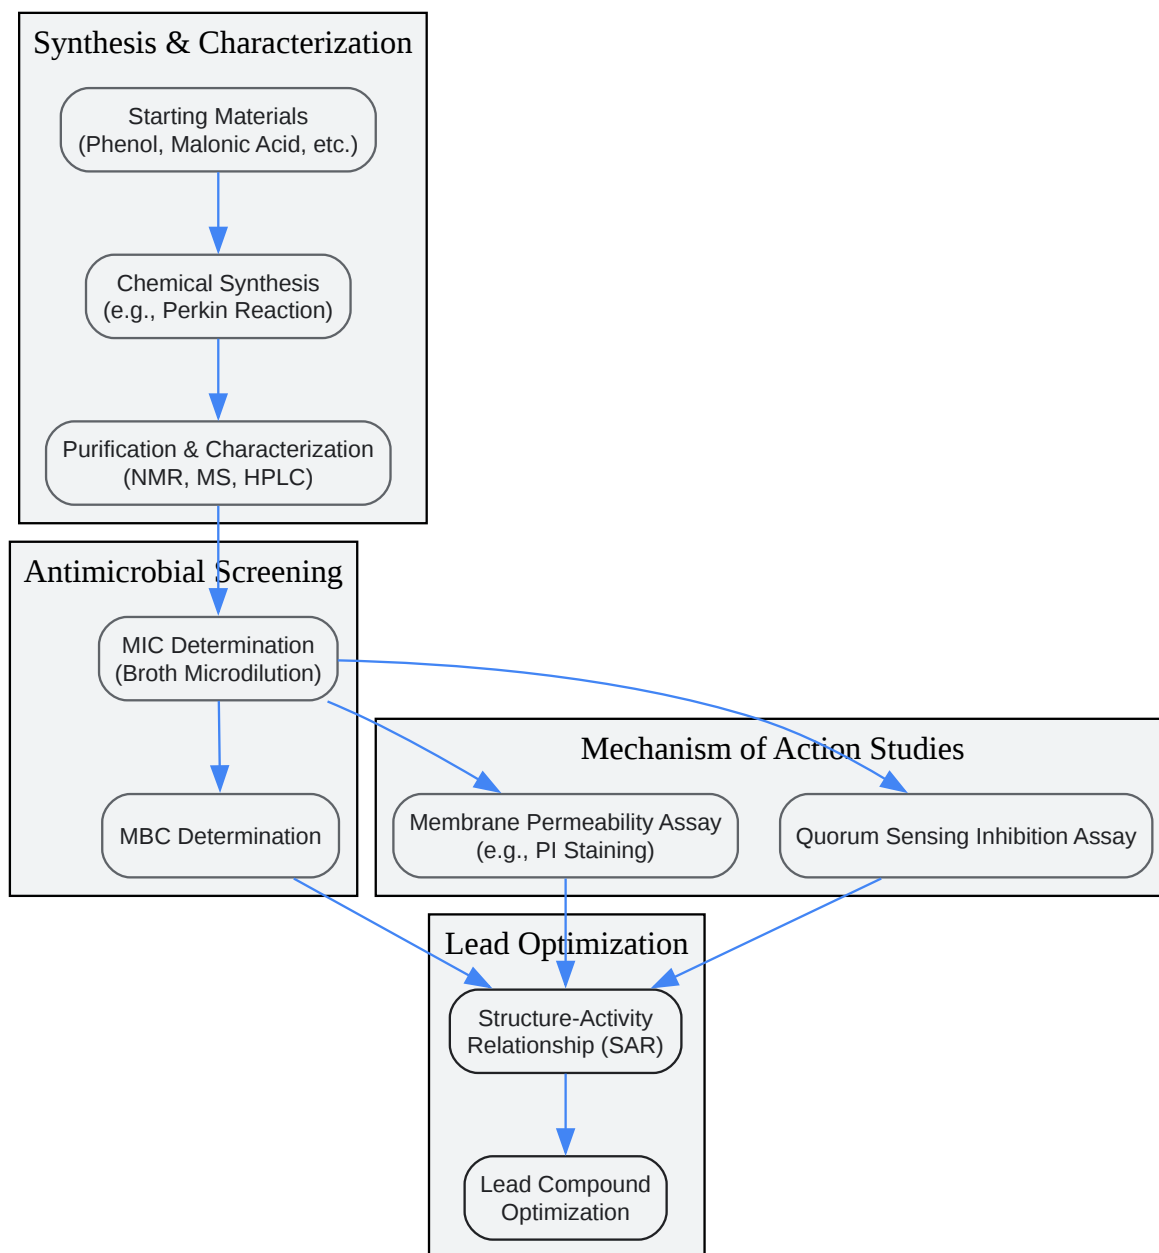 Synthesis & Characterization
Starting Materials
(Phenol, Malonic Acid, etc.)
Chemical Synthesis
(e.g., Perkin Reaction)
Purification & Characterization
(NMR, MS, HPLC)
Antimicrobial Screening
MIC Determination
(Broth Microdilution)
MBC Determination
Mechanism of Action Studies
Membrane Permeability Assay
(e.g., PI Staining)
Quorum Sensing Inhibition Assay
Lead Optimization
Structure-Activity
Relationship (SAR)
Lead Compound
Optimization